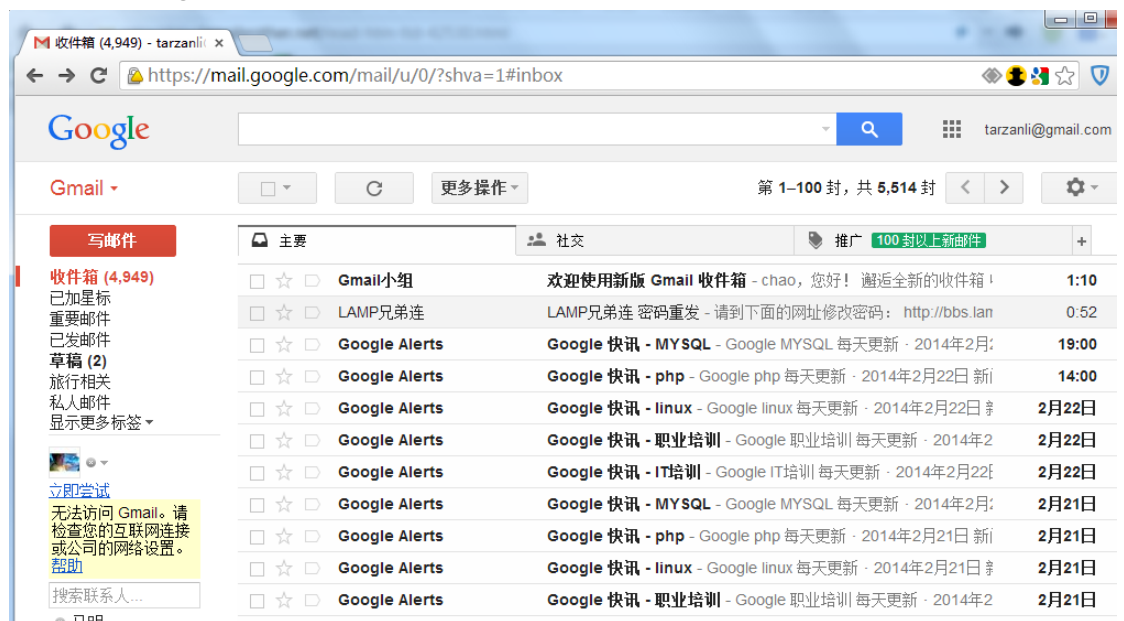 收件箱 (4,949) - tarzanli
https://mail.google.com/mail/u/0/?shva=1#inbox
Google
tarzanli@gmail.com
Gmail
更多操作
第 1–100 封，共 5,514 封
写邮件
主要
社交
推广 100 封以上新邮件
+
收件箱 (4,949)
已加星标
重要邮件
已发邮件
草稿 (2)
旅行相关
私人邮件
显示更多标签
立即尝试
无法访问 Gmail。请
检查您的互联网连接
或公司的网络设置。
帮助
搜索联系人...
Gmail小组 欢迎使用新版 Gmail 收件箱 - chao，您好！ 邂逅全新的收件箱 1:10
LAMP兄弟连 LAMP兄弟连 密码重发 - 请到下面的网址修改密码： http://bbs.lam 0:52
Google Alerts Google 快讯 - MYSQL - Google MYSQL 每天更新 · 2014年2月 19:00
Google Alerts Google 快讯 - php - Google php 每天更新 · 2014年2月22日 14:00
Google Alerts Google 快讯 - linux - Google linux 每天更新 · 2014年2月22日 2月22日
Google Alerts Google 快讯 - 职业培训 - Google 职业培训 每天更新 · 2014年2 2月22日
Google Alerts Google 快讯 - IT培训 - Google IT培训 每天更新 · 2014年2月22 2月22日
Google Alerts Google 快讯 - MYSQL - Google MYSQL 每天更新 · 2014年2月 2月21日
Google Alerts Google 快讯 - php - Google php 每天更新 · 2014年2月21日 2月21日
Google Alerts Google 快讯 - linux - Google linux 每天更新 · 2014年2月21日 2月21日
Google Alerts Google 快讯 - 职业培训 - Google 职业培训 每天更新 · 2014年2 2月21日